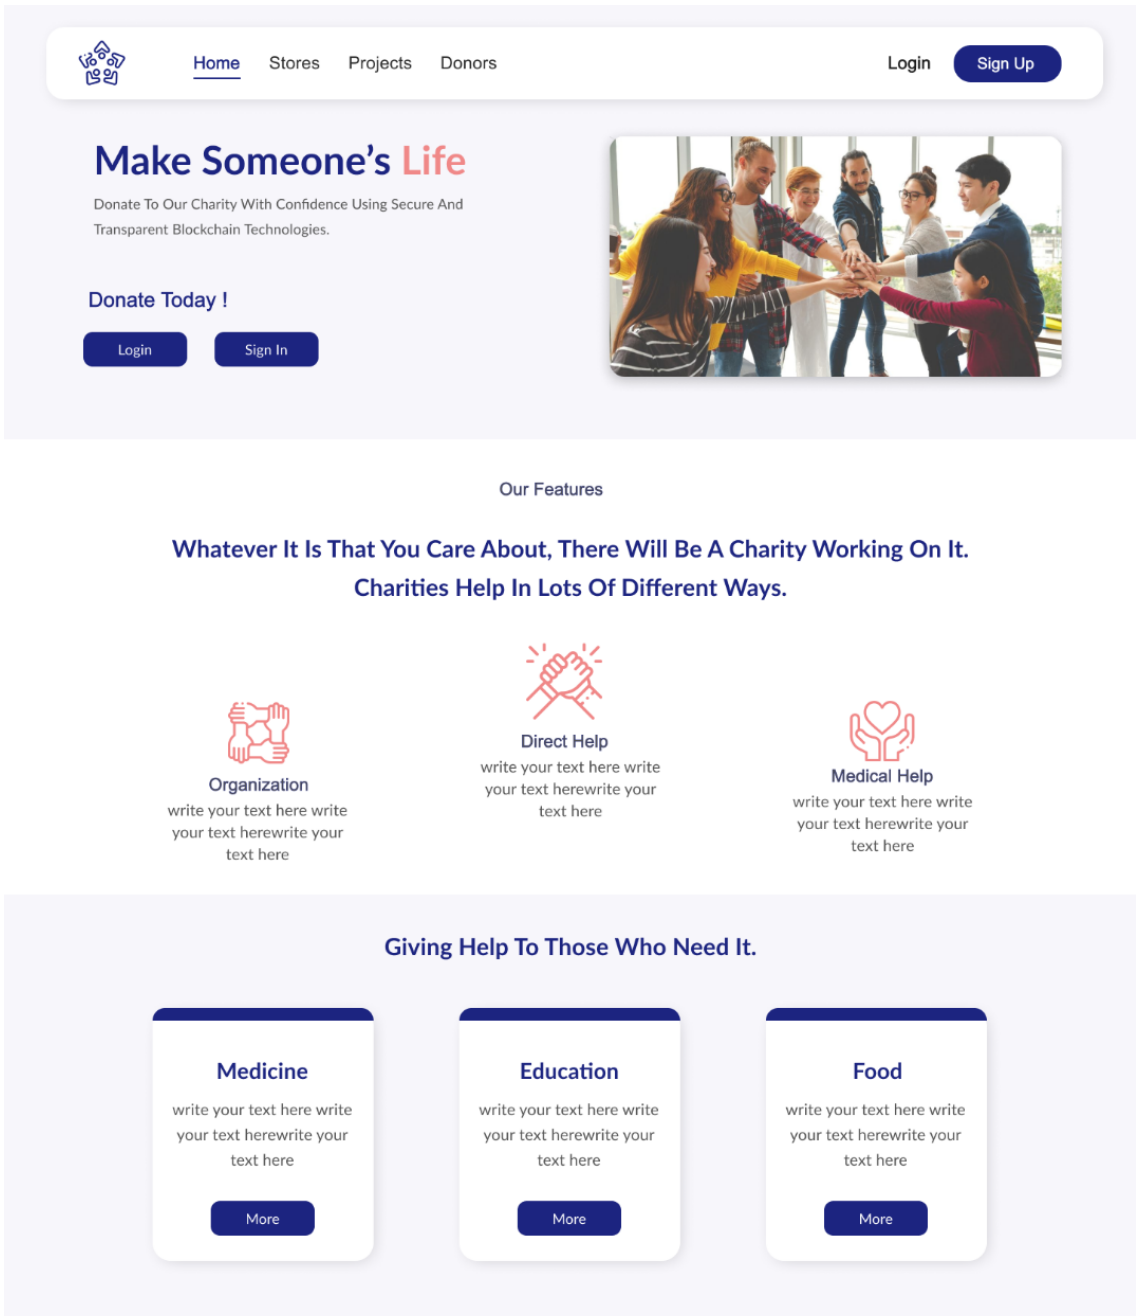 Home Stores Projects Donors Login Sign Up
Make Someone's Life
Donate To Our Charity With Confidence Using Secure And
Transparent Blockchain Technologies.
Donate Today !
Login Sign In
Our Features
Whatever It Is That You Care About, There Will Be A Charity Working On It.
Charities Help In Lots Of Different Ways.
Organization
write your text here write
your text herewrite your
text here
Direct Help
write your text here write
your text herewrite your
text here
Medical Help
write your text here write
your text herewrite your
text here
Giving Help To Those Who Need It.
Medicine
write your text here write
your text herewrite your
text here
More
Education
write your text here write
your text herewrite your
text here
More
Food
write your text here write
your text herewrite your
text here
More